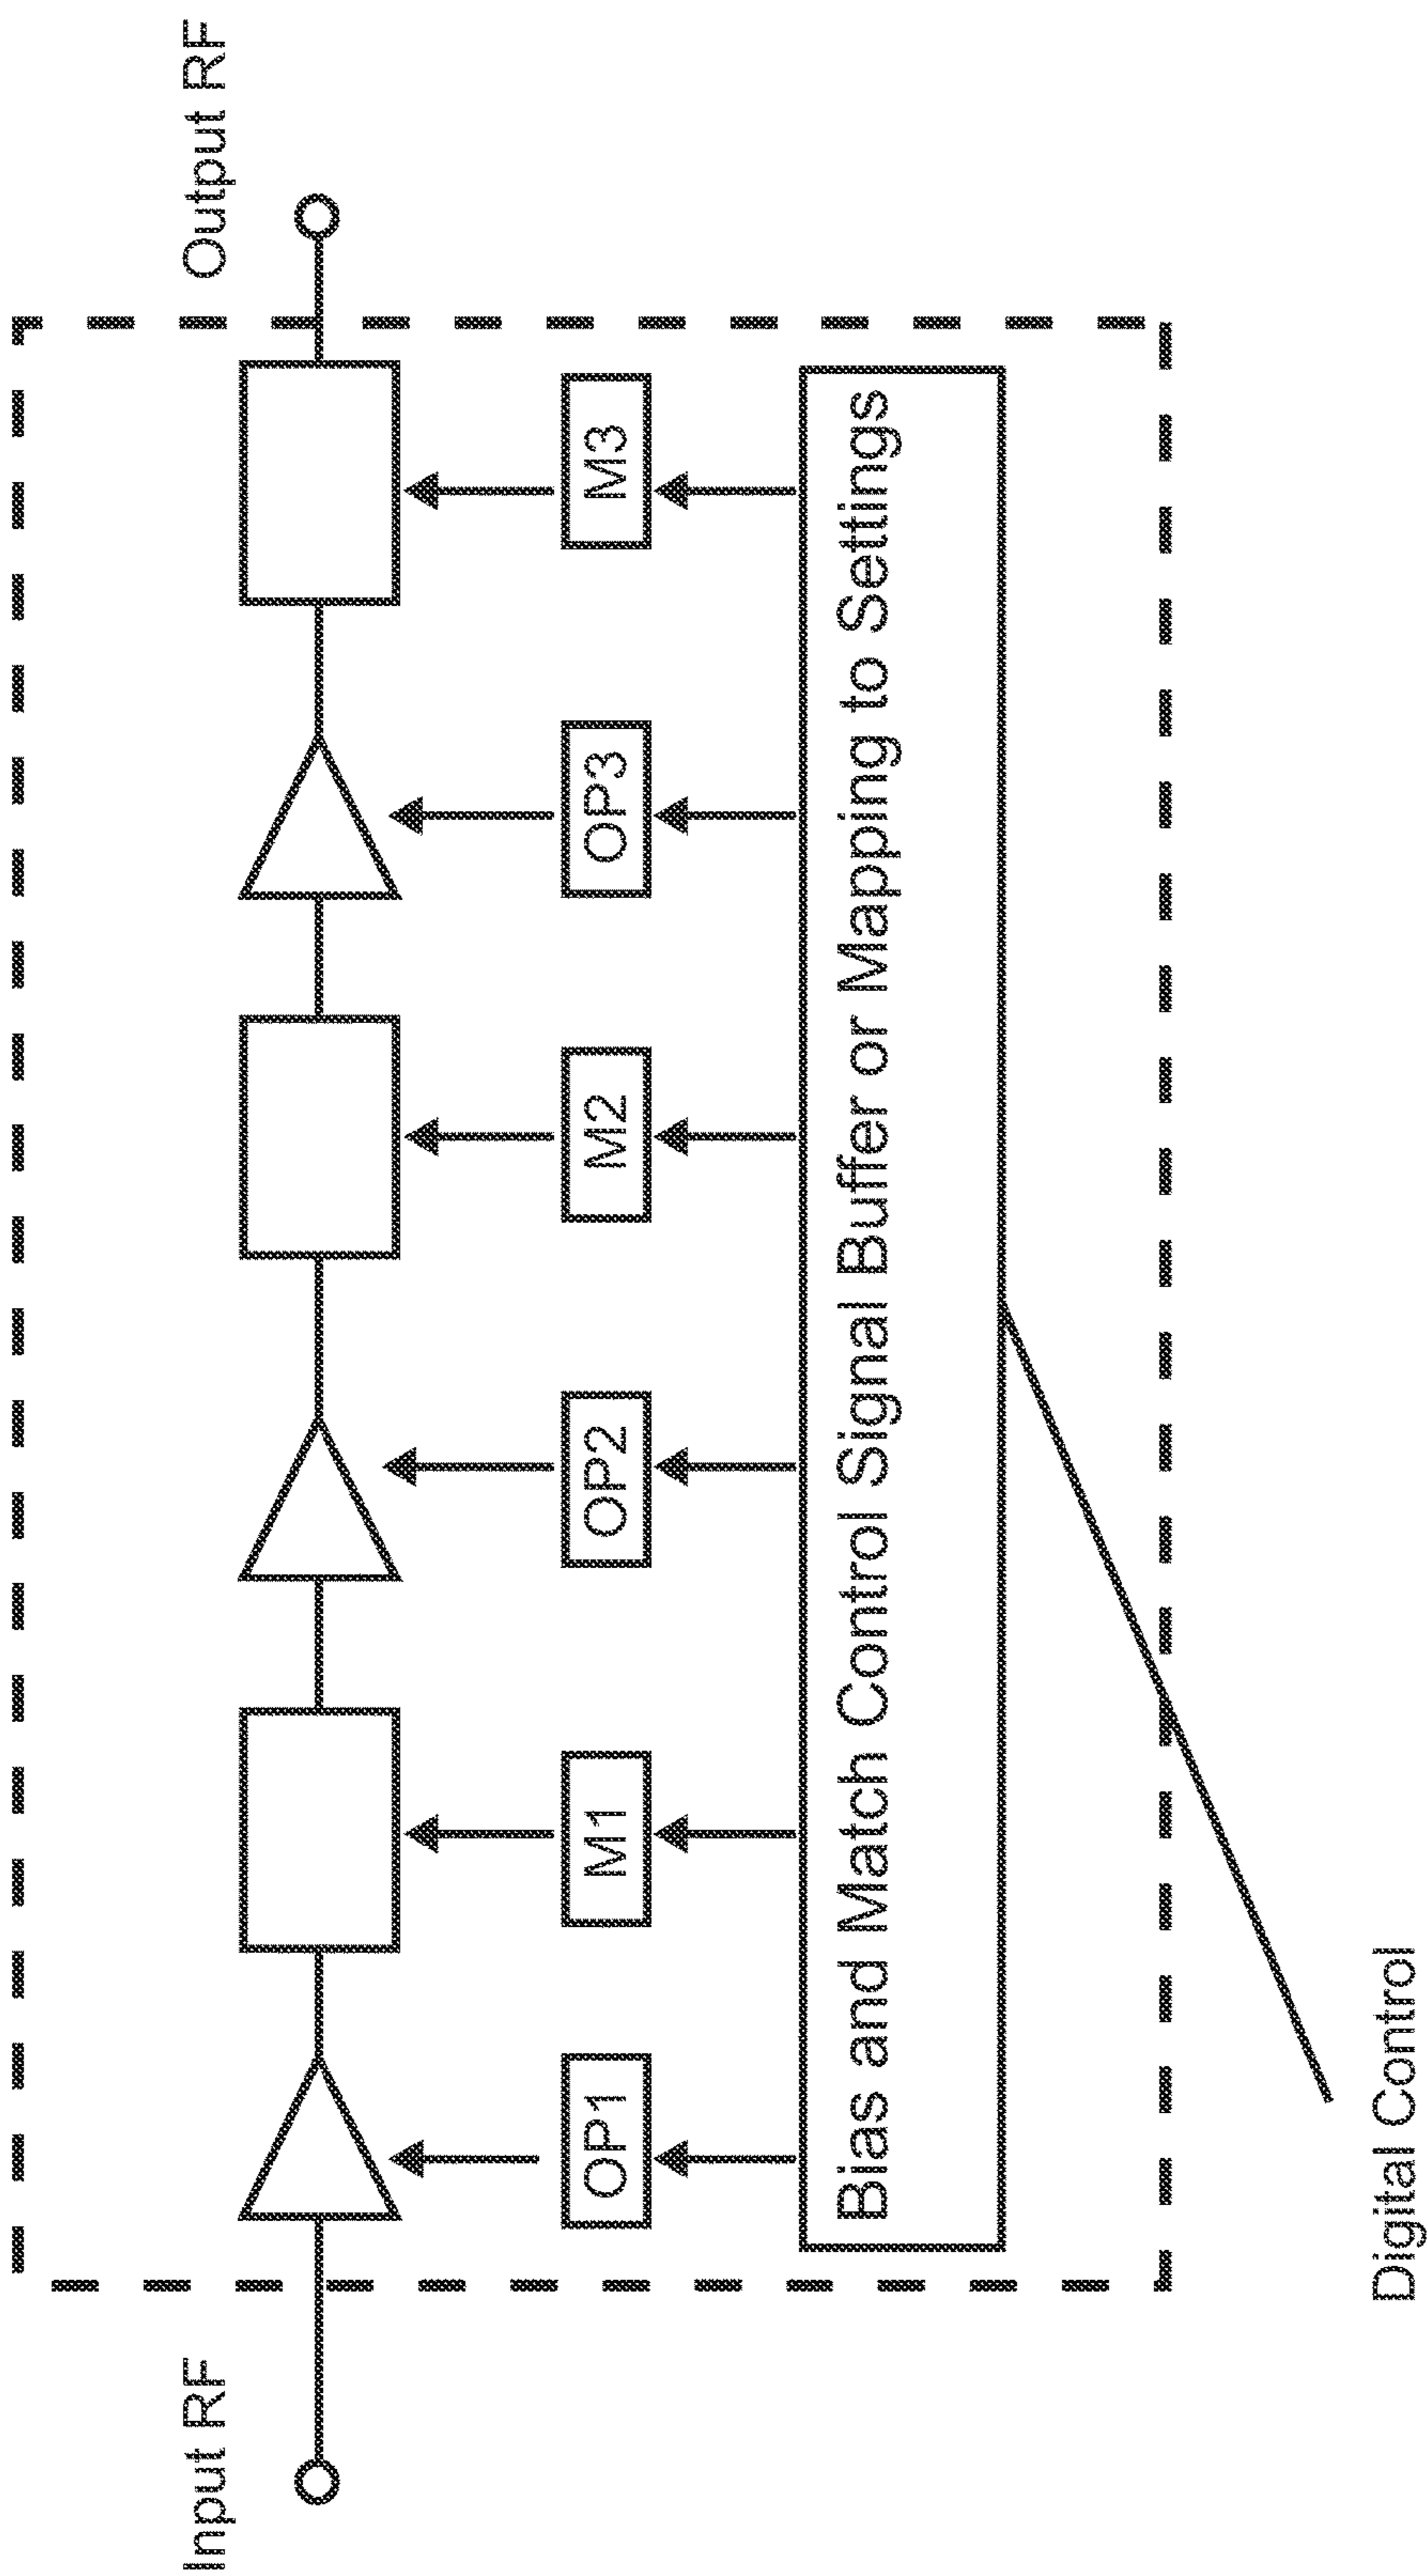 Input RF
Output RF
OP1
M1
OP2
M2
OP3
M3
Bias and Match Control Signal Buffer or Mapping to Settings
Digital Control